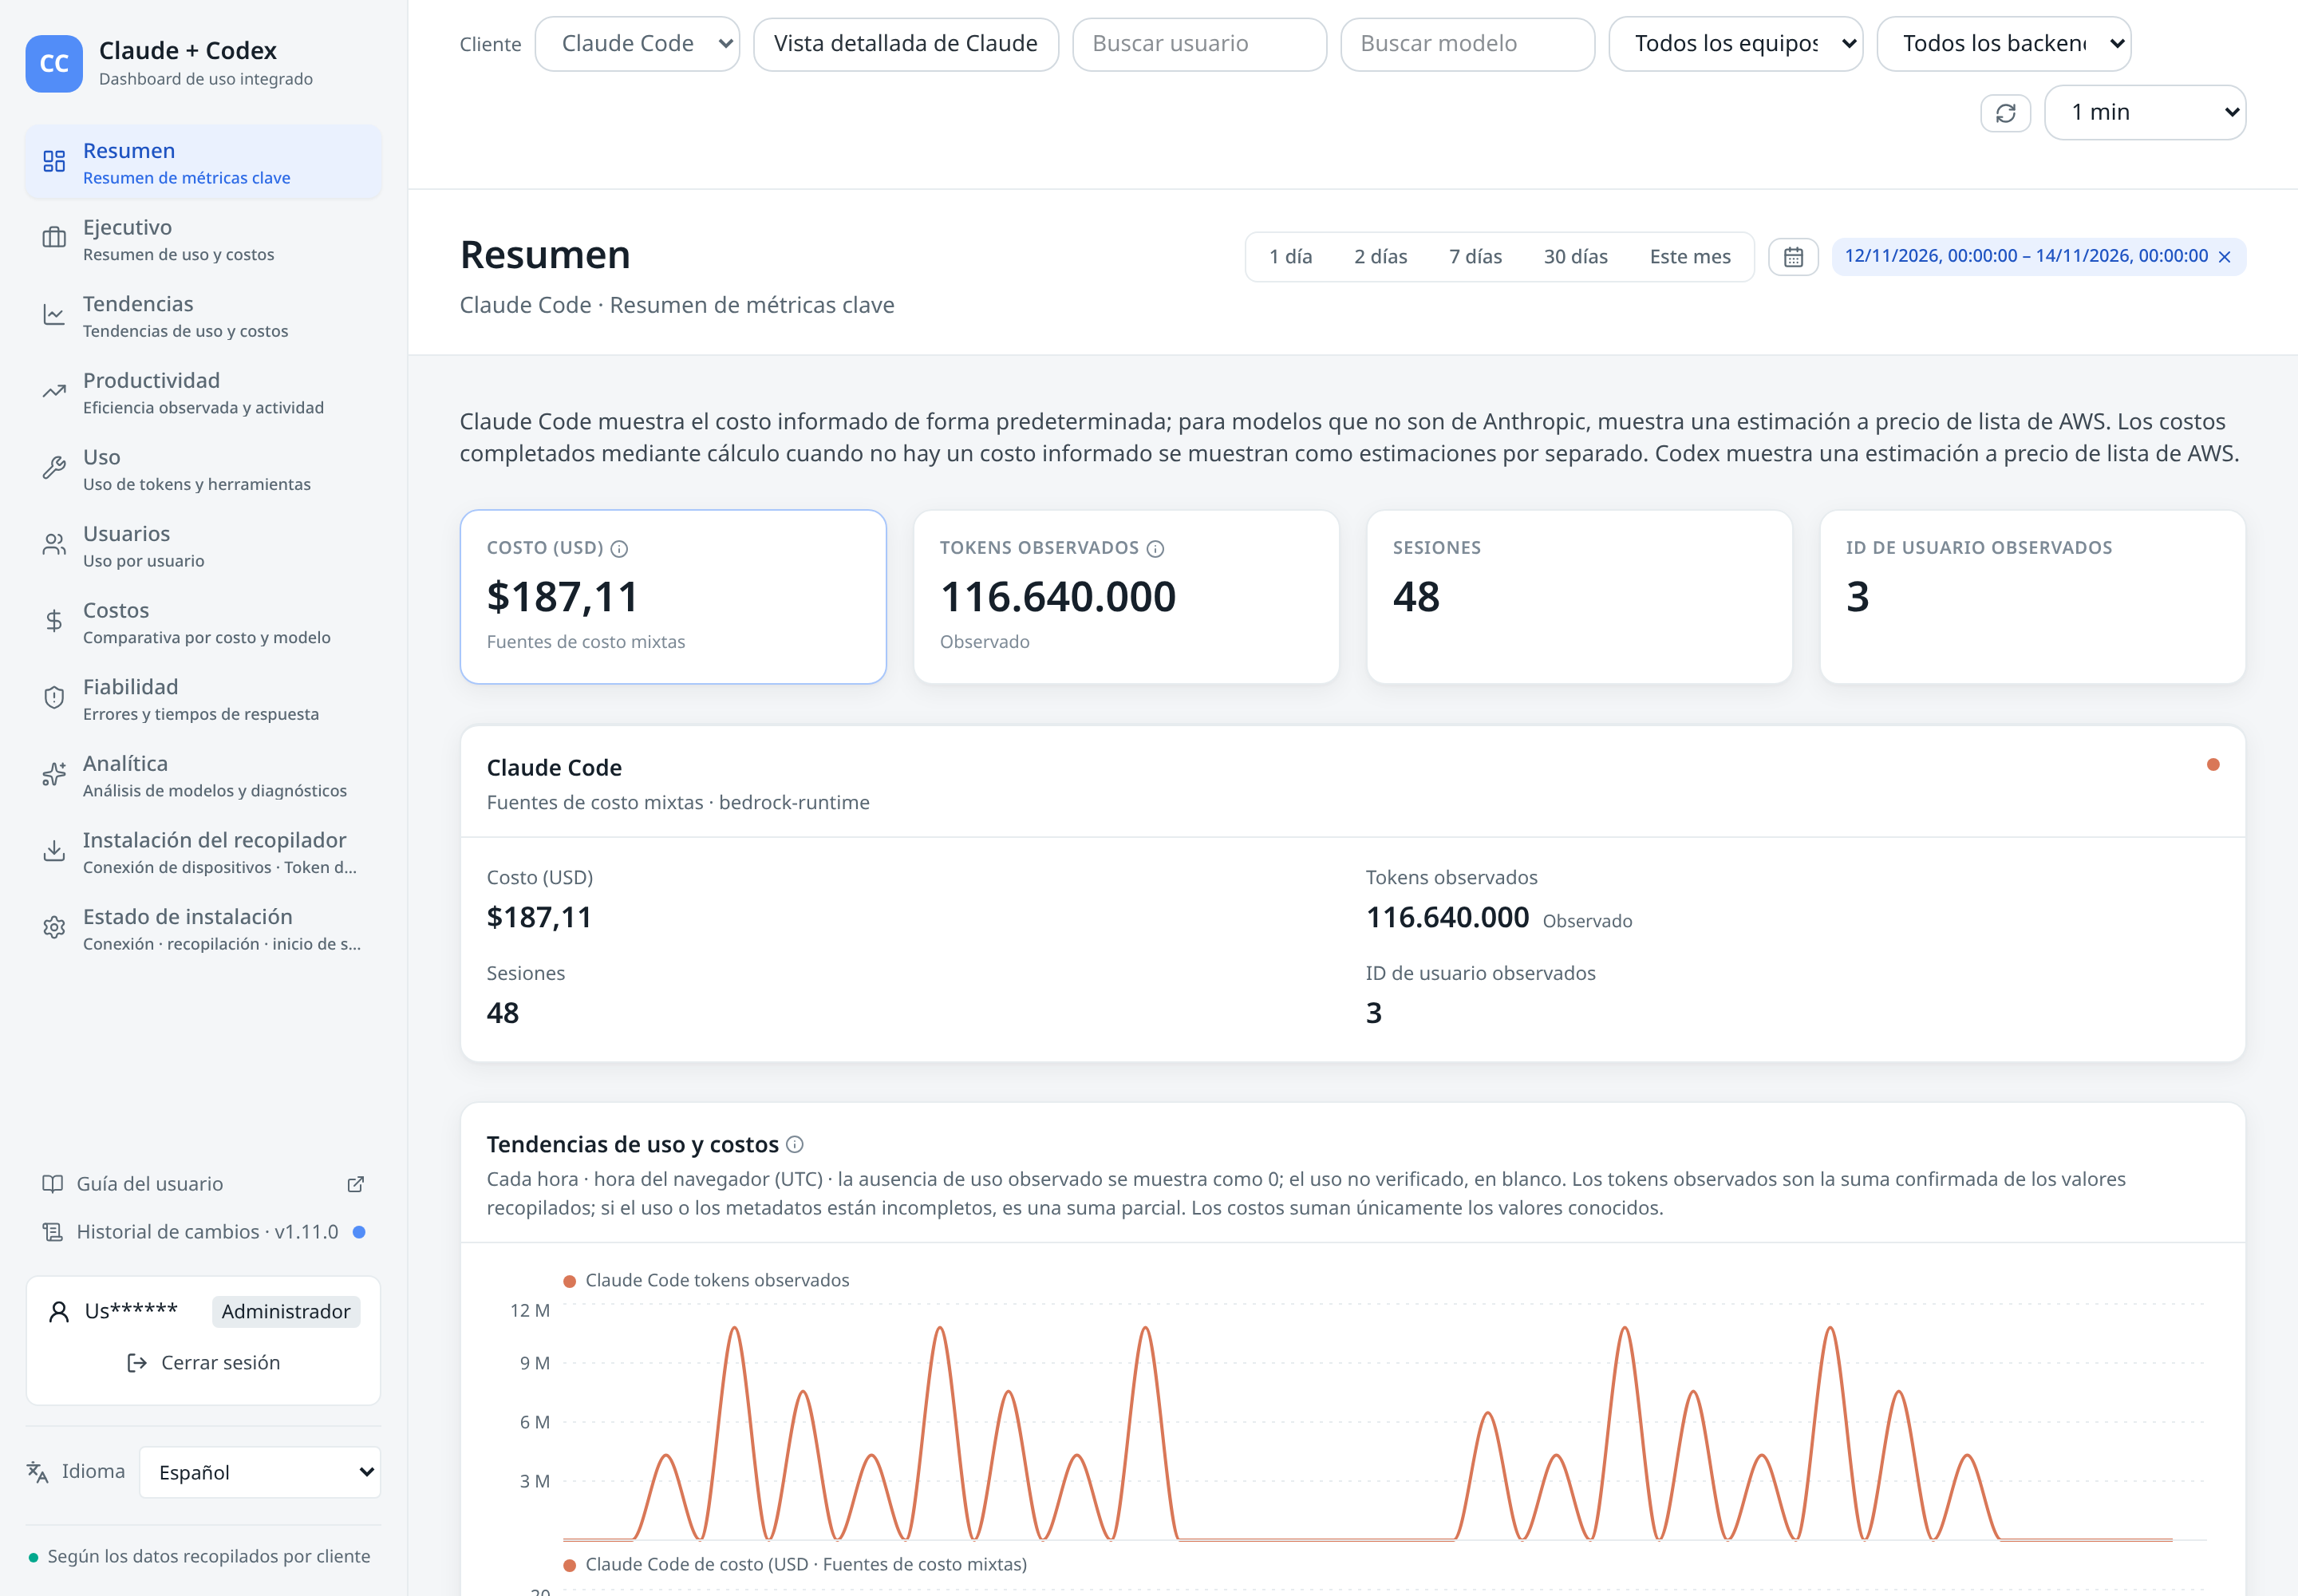 CC
Claude + Codex
Dashboard de uso integrado
Resumen
Resumen de métricas clave
Ejecutivo
Resumen de uso y costos
Tendencias
Tendencias de uso y costos
Productividad
Eficiencia observada y actividad
Uso
Uso de tokens y herramientas
Usuarios
Uso por usuario
Costos
Comparativa por costo y modelo
Fiabilidad
Errores y tiempos de respuesta
Analítica
Análisis de modelos y diagnósticos
Instalación del recopilador
Conexión de dispositivos · Token d...
Estado de instalación
Conexión · recopilación · inicio de s...
Guía del usuario
Historial de cambios · v1.11.0
Us****** Administrador
Cerrar sesión
Idioma Español
Según los datos recopilados por cliente
Cliente Claude Code Vista detallada de Claude Buscar usuario Buscar modelo Todos los equipos Todos los backen
1 min
Resumen
Claude Code · Resumen de métricas clave
1 día 2 días 7 días 30 días Este mes 12/11/2026, 00:00:00 – 14/11/2026, 00:00:00
Claude Code muestra el costo informado de forma predeterminada; para modelos que no son de Anthropic, muestra una estimación a precio de lista de AWS. Los costos
completados mediante cálculo cuando no hay un costo informado se muestran como estimaciones por separado. Codex muestra una estimación a precio de lista de AWS.
COSTO (USD)
$187,11
Fuentes de costo mixtas
TOKENS OBSERVADOS
116.640.000
Observado
SESIONES
48
ID DE USUARIO OBSERVADOS
3
Claude Code
Fuentes de costo mixtas · bedrock-runtime
Costo (USD)
$187,11
Tokens observados
116.640.000 Observado
Sesiones
48
ID de usuario observados
3
Tendencias de uso y costos
Cada hora · hora del navegador (UTC) · la ausencia de uso observado se muestra como 0; el uso no verificado, en blanco. Los tokens observados son la suma confirmada de los valores
recopilados; si el uso o los metadatos están incompletos, es una suma parcial. Los costos suman únicamente los valores conocidos.
Claude Code tokens observados
12 M
9 M
6 M
3 M
Claude Code de costo (USD · Fuentes de costo mixtas)
20